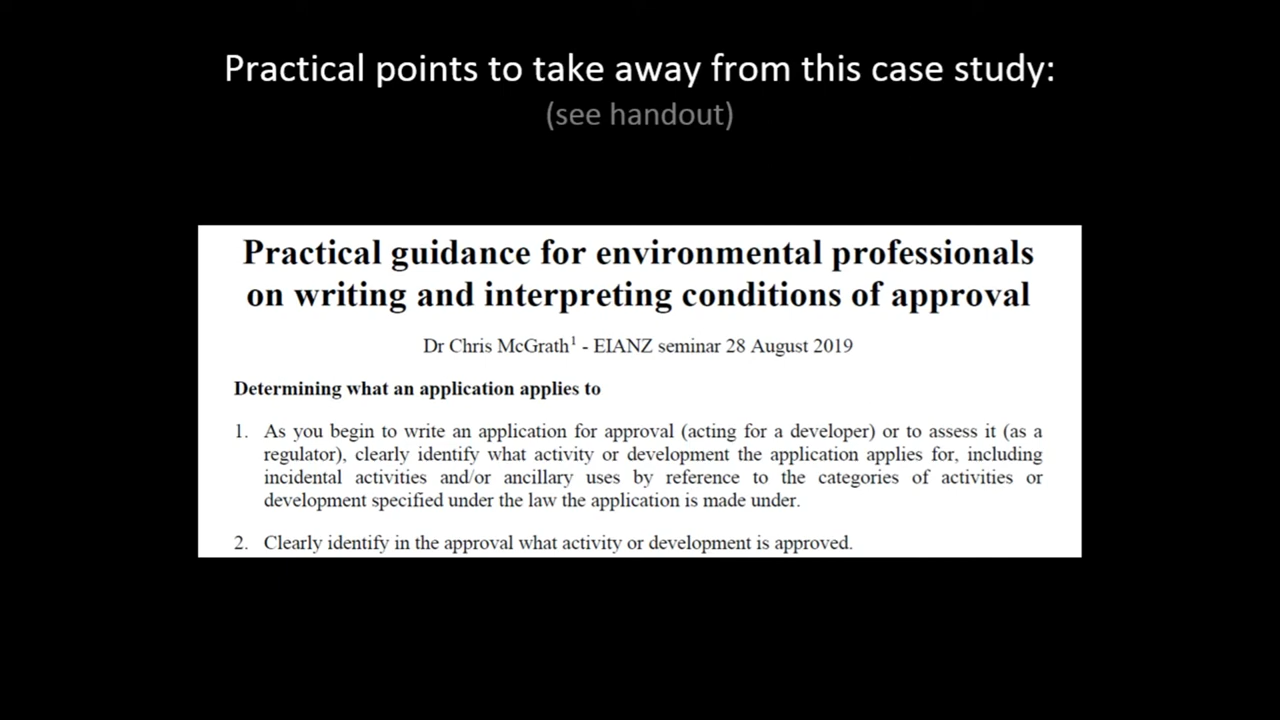 Practical points to take away from this case study:
(see handout)
Practical guidance for environmental professionals
on writing and interpreting conditions of approval
Dr Chris McGrath¹ - EIANZ seminar 28 August 2019
Determining what an application applies to
1. As you begin to write an application for approval (acting for a developer) or to assess it (as a
regulator), clearly identify what activity or development the application applies for, including
incidental activities and/or ancillary uses by reference to the categories of activities or
development specified under the law the application is made under.
2. Clearly identify in the approval what activity or development is approved.